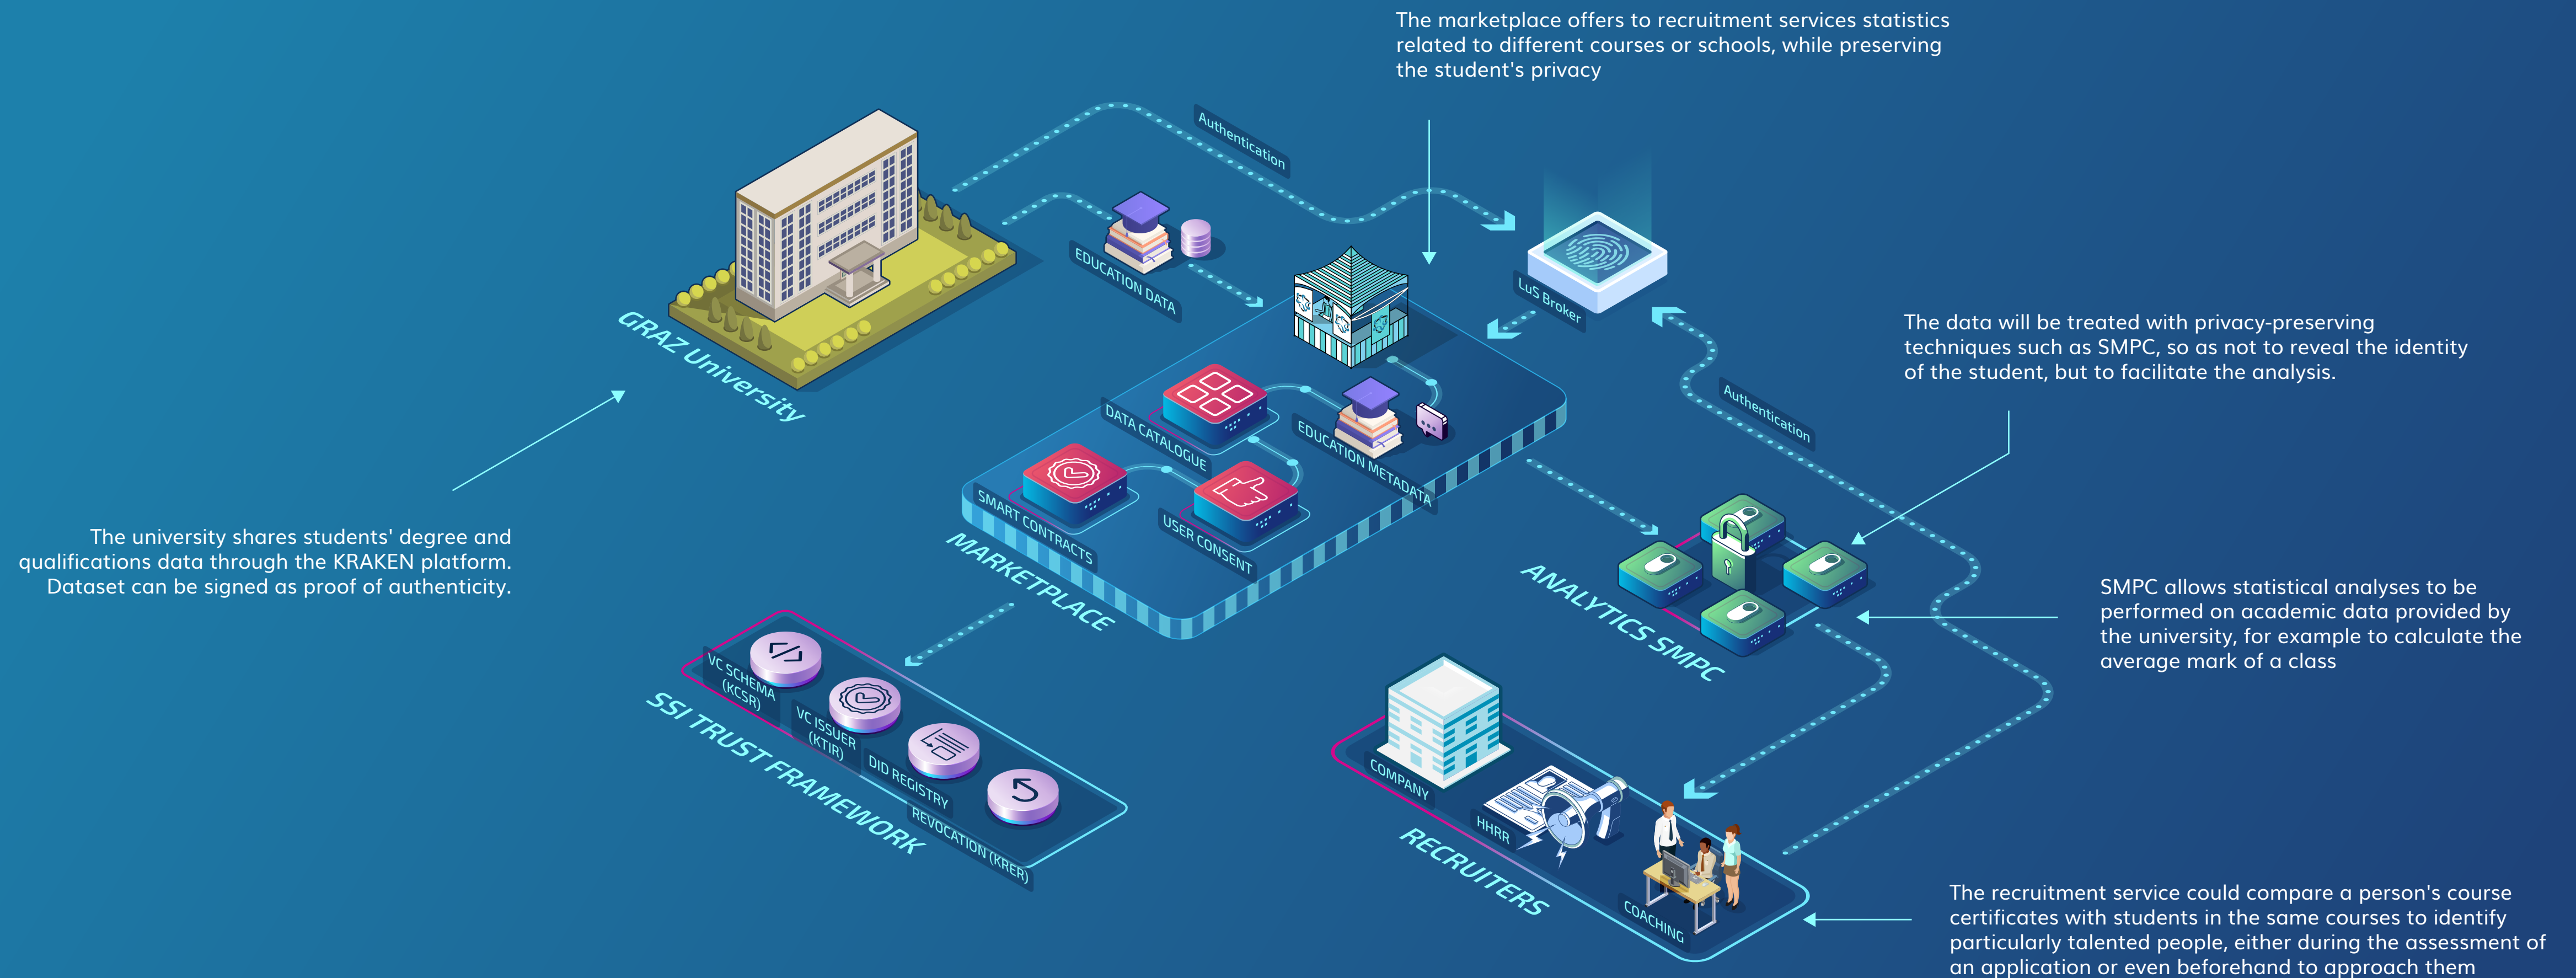 The marketplace offers to recruitment services statistics
related to different courses or schools, while preserving
the student's privacy
Authentication
EDUCATION DATA
LuS Broker
GRAZ University
The data will be treated with privacy-preserving
techniques such as SMPC, so as not to reveal the identity
of the student, but to facilitate the analysis.
Authentication
DATA CATALOGUE
EDUCATION METADATA
SMART CONTRACTS
USER CONSENT
MARKETPLACE
The university shares students' degree and
qualifications data through the KRAKEN platform.
Dataset can be signed as proof of authenticity.
ANALYTICS SMPC
SMPC allows statistical analyses to be
performed on academic data provided by
the university, for example to calculate the
average mark of a class
VC SCHEMA
(KCSR)
VC ISSUER
(KTIR)
DID REGISTRY
REVOCATION (KRER)
SSI TRUST FRAMEWORK
COMPANY
HHRR
COACHING
RECRUITERS
The recruitment service could compare a person's course
certificates with students in the same courses to identify
particularly talented people, either during the assessment of
an application or even beforehand to approach them